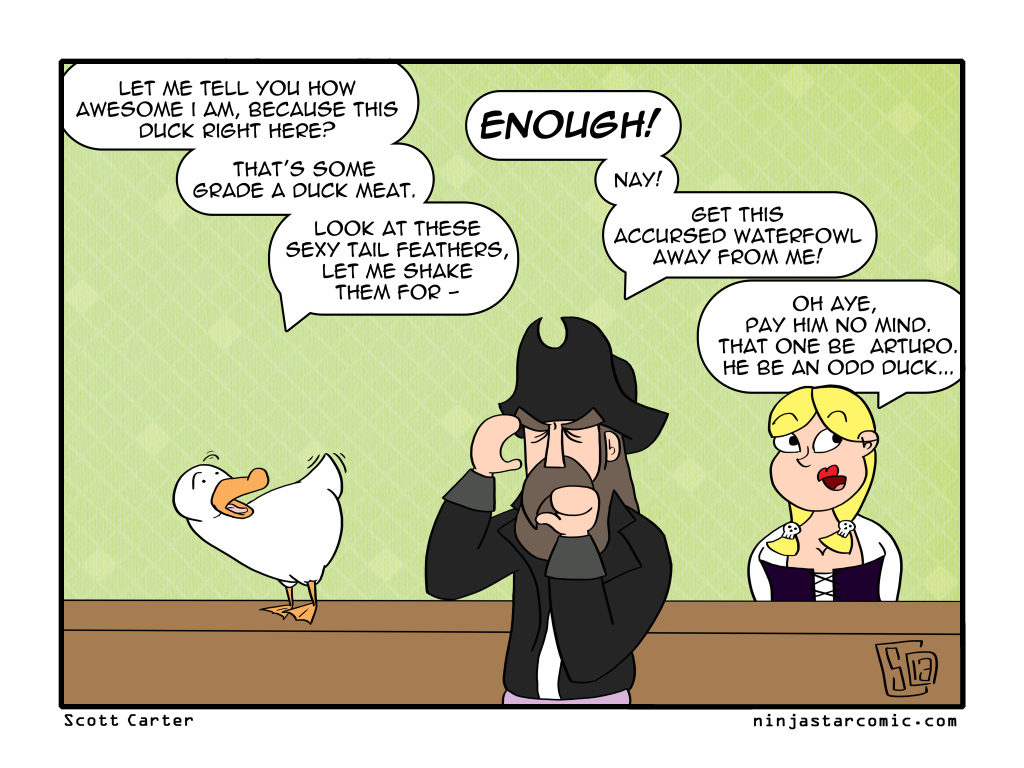 LET ME TELL YOU HOW
AWESOME I AM, BECAUSE THIS
DUCK RIGHT HERE?
THAT'S SOME
GRADE A DUCK MEAT.
LOOK AT THESE
SEXY TAIL FEATHERS,
LET ME SHAKE
THEM FOR –
ENOUGH!
NAY!
GET THIS
ACCURSED WATERFOWL
AWAY FROM ME!
OH AYE,
PAY HIM NO MIND.
THAT ONE BE ARTURO.
HE BE AN ODD DUCK...
SC13
Scott Carter
ninjastarcomic.com